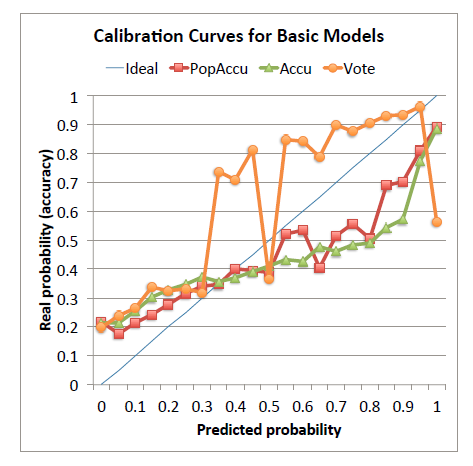 Calibration Curves for Basic Models
Ideal PopAccu Accu Vote
Real probability (accuracy)
1
0.9
0.8
0.7
0.6
0.5
0.4
0.3
0.2
0.1
0
0 0.1 0.2 0.3 0.4 0.5 0.6 0.7 0.8 0.9 1
Predicted probability